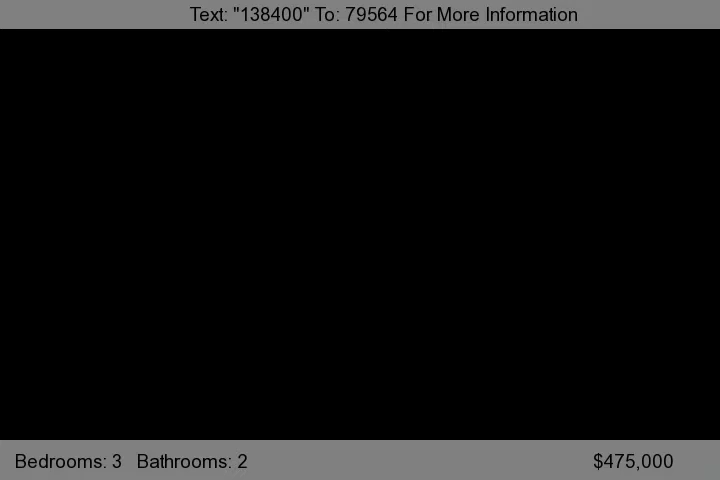 Text: "138400" To: 79564 For More Information
Bedrooms: 3 Bathrooms: 2 $475,000